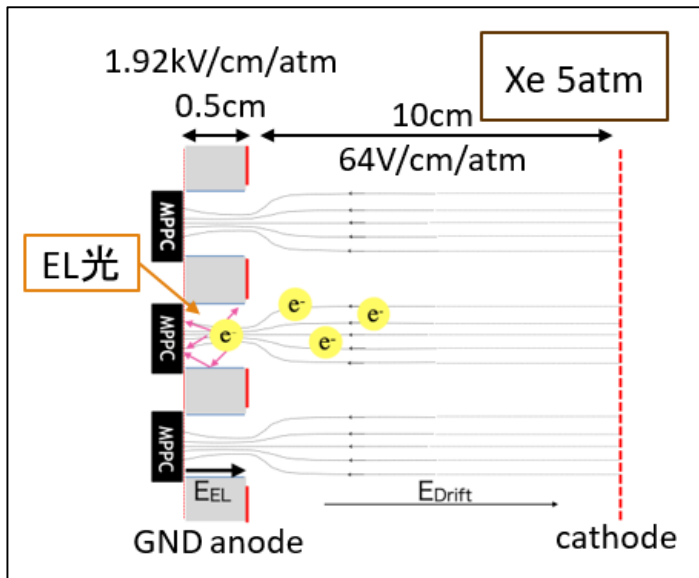 1.92kV/cm/atm
0.5cm
Xe 5atm
10cm
64V/cm/atm
MPPC
EL光
MPPC
e-
e-
e-
e-
MPPC
EEL
EDrift
GND anode
cathode